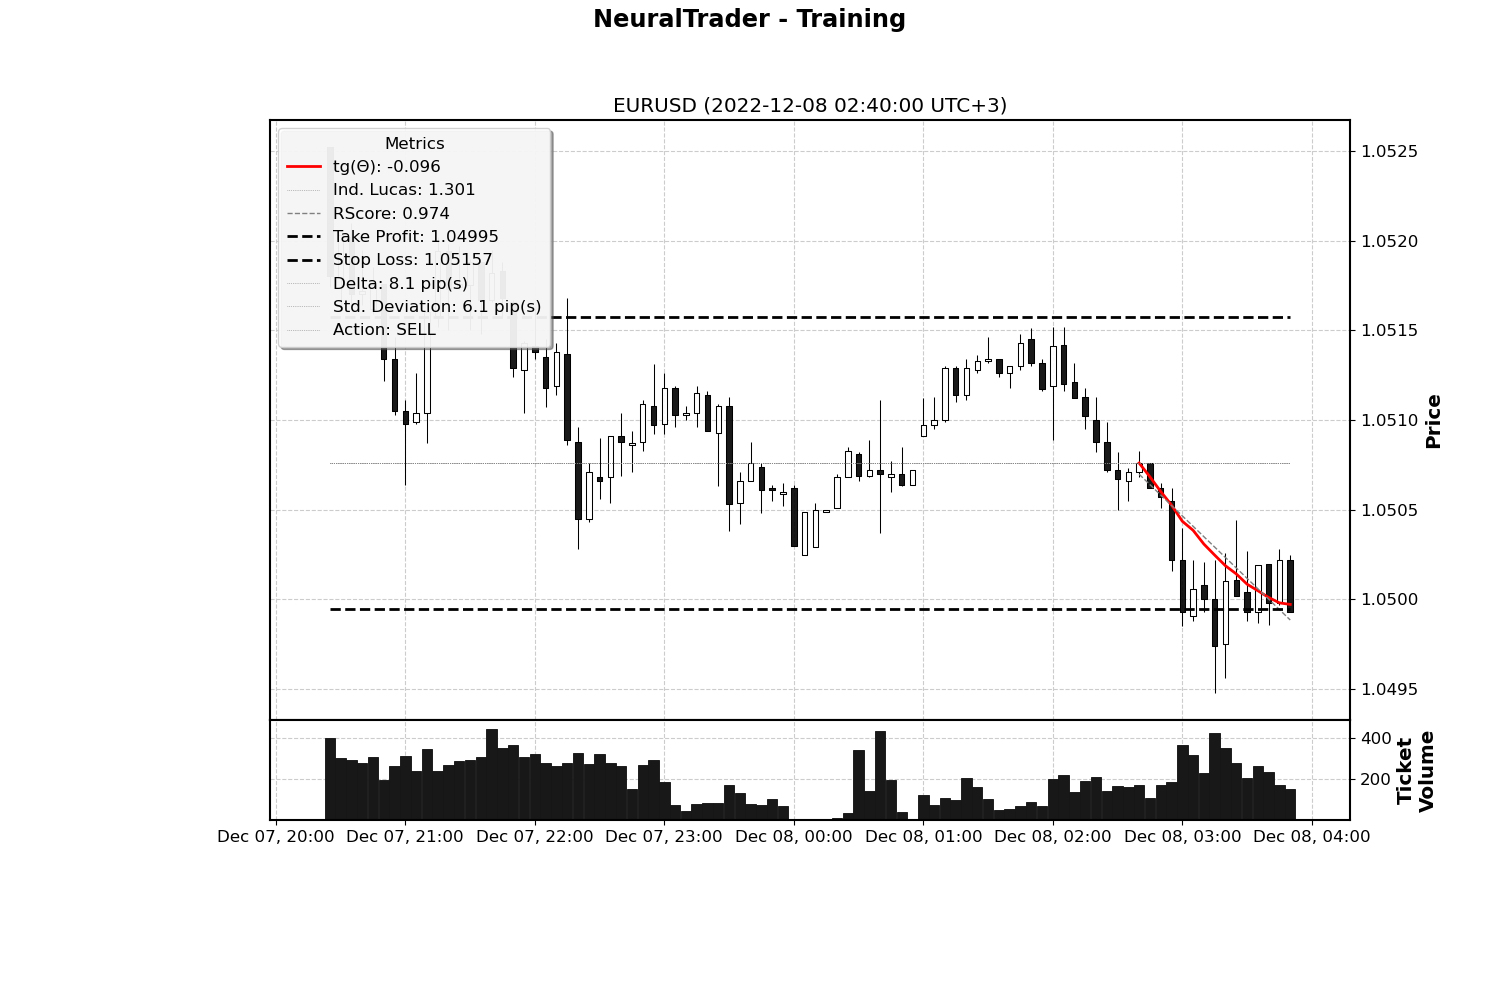 NeuralTrader - Training
EURUSD (2022-12-08 02:40:00 UTC+3)
Metrics
tg(Θ): -0.096
Ind. Lucas: 1.301
RScore: 0.974
Take Profit: 1.04995
Stop Loss: 1.05157
Delta: 8.1 pip(s)
Std. Deviation: 6.1 pip(s)
Action: SELL
1.0525
1.0520
1.0515
1.0510
1.0505
1.0500
1.0495
Price
400
200
Ticket
Volume
Dec 07, 20:00 Dec 07, 21:00 Dec 07, 22:00 Dec 07, 23:00 Dec 08, 00:00 Dec 08, 01:00 Dec 08, 02:00 Dec 08, 03:00 Dec 08, 04:00